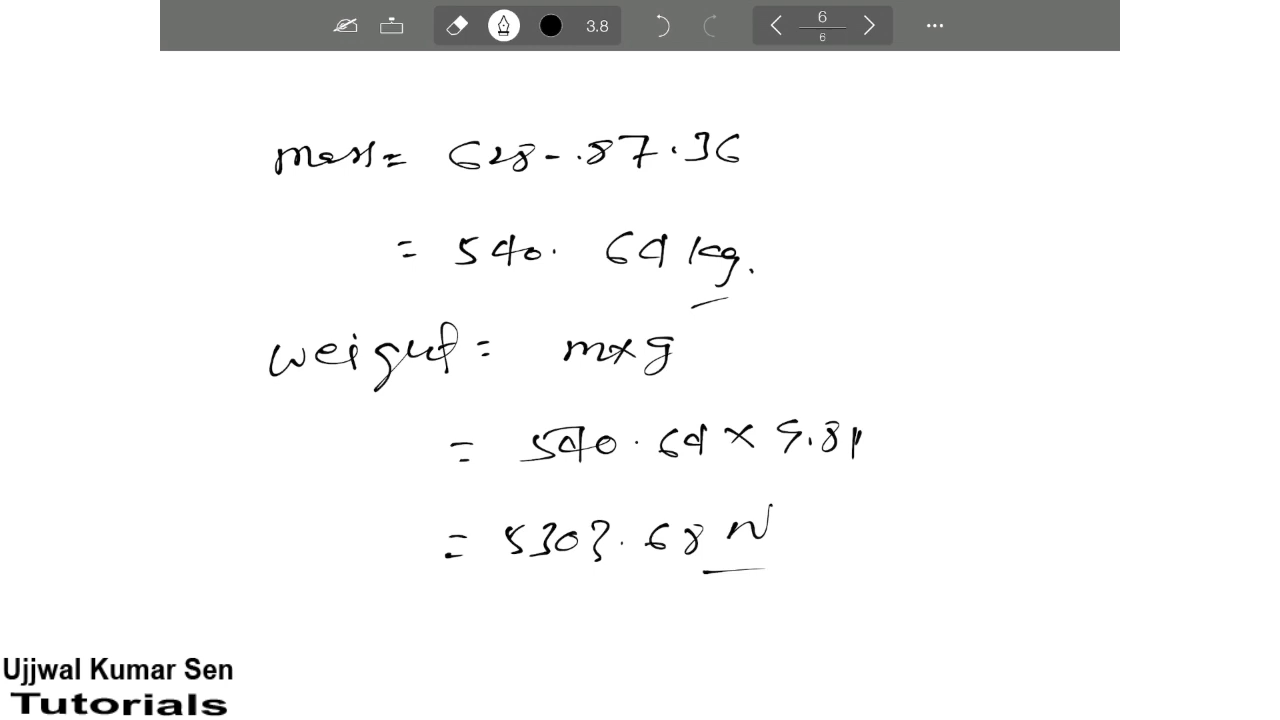 6
6
3.8
mass = 628 - .87.36
= 540. 64 kg.
weight = m×g
= 540.64 × 9.81
= 5303.68 N
Ujjwal Kumar Sen
Tutorials